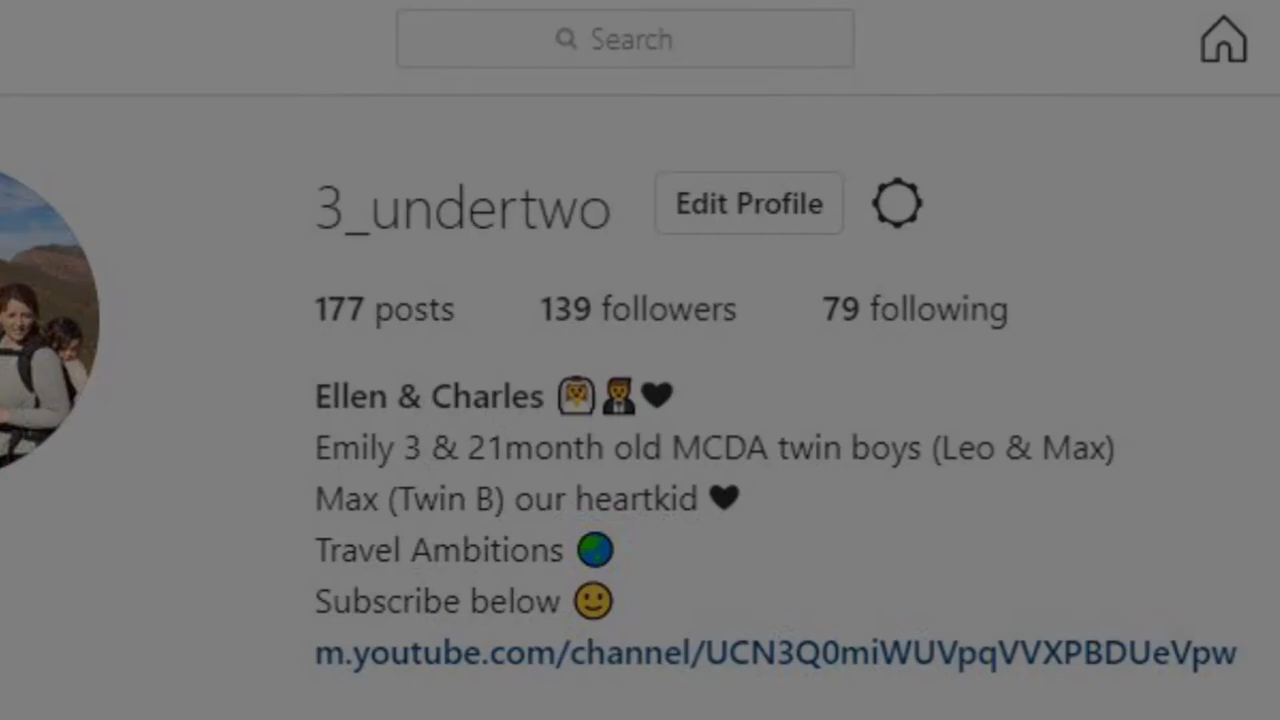 Search
3_undertwo Edit Profile
177 posts 139 followers 79 following
Ellen & Charles 👰🤵🖤
Emily 3 & 21month old MCDA twin boys (Leo & Max)
Max (Twin B) our heartkid 🖤
Travel Ambitions 🌏
Subscribe below 🙂
m.youtube.com/channel/UCN3Q0miWUVpqVVXPBDUeVpw